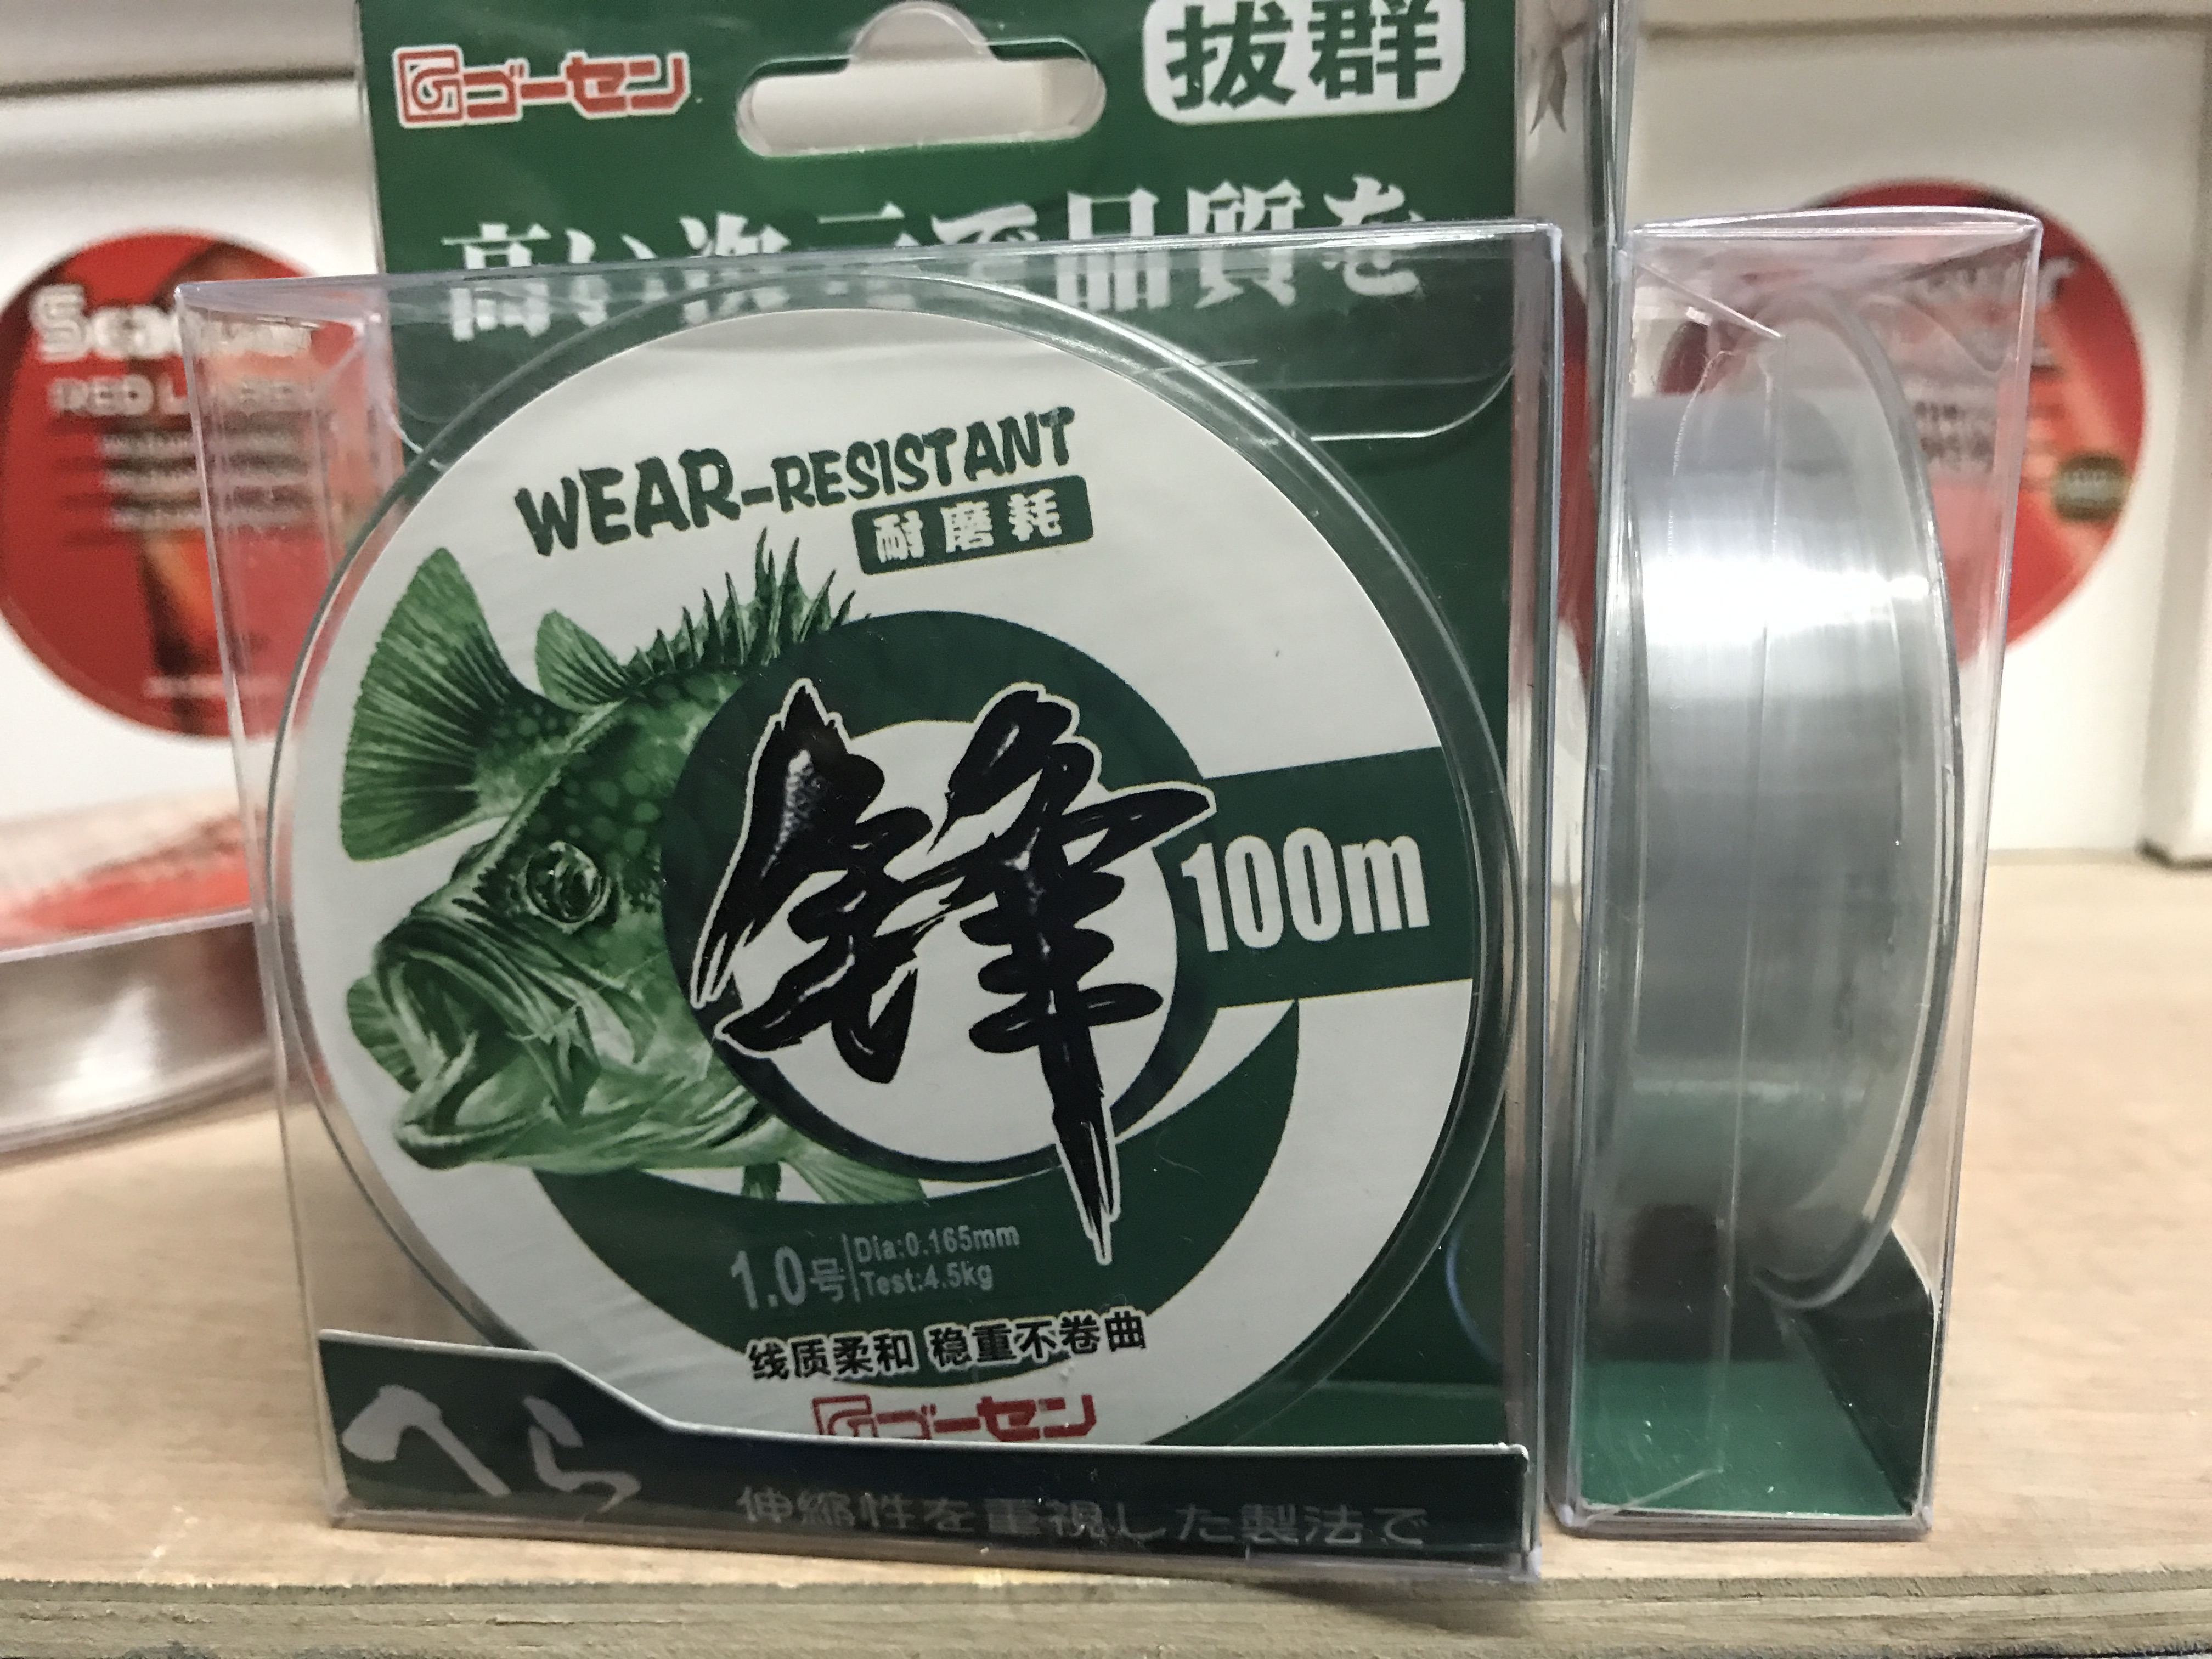 ゴーセン
拔群
高い次元で品質を
WEAR-RESISTANT
耐磨耗
锋
100m
1.0号
Dia:0.165mm
Test:4.5kg
线质柔和 稳重不卷曲
ゴーセン
へら
伸縮性を重視した製法で
RED